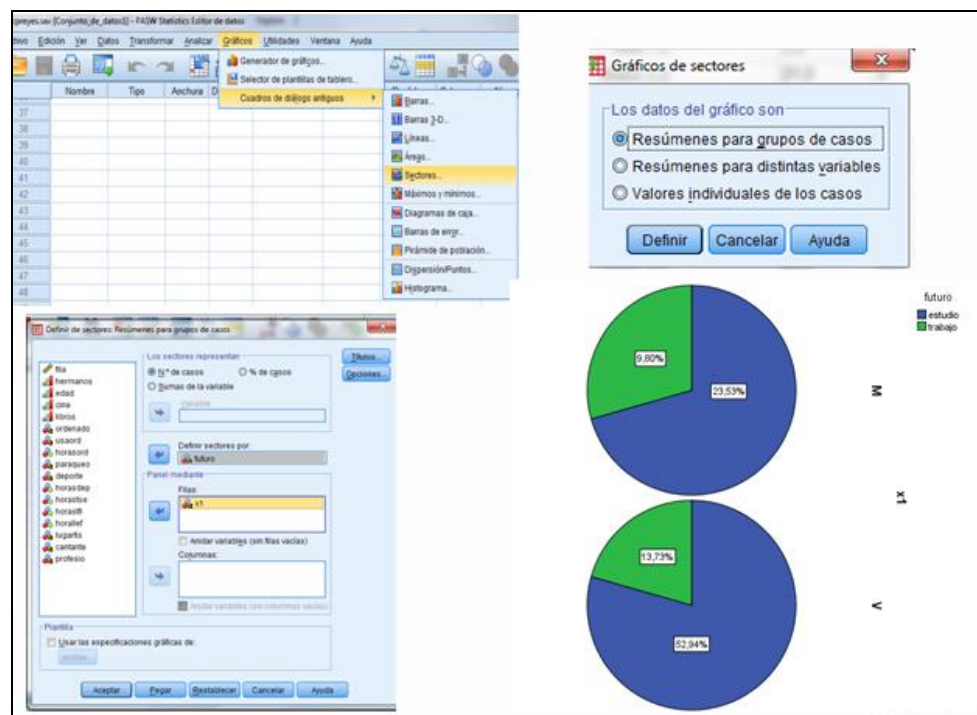 preyes.sav [Conjunto_de_datos1] - PASW Statistics Editor de datos
Edición Ver Datos Transformar Analizar Gráficos Utilidades Ventana Ayuda
Generador de gráficos...
Selector de plantillas de tablero...
Cuadros de diálogo antiguos
Nombre Tipo Anchura
Barras...
Barras 3-D...
Líneas...
Áreas...
Sectores...
Máximos y mínimos...
Diagramas de caja...
Barras de error...
Pirámide de población...
Dispersión/Puntos...
Histograma...
37
38
39
40
41
42
43
44
45
46
47
48
Gráficos de sectores
Los datos del gráfico son
Resúmenes para grupos de casos
Resúmenes para distintas variables
Valores individuales de los casos
Definir Cancelar Ayuda
Definir de sectores: Resúmenes para grupos de casos
fila
hermanos
edad
cine
libros
ordenado
usaord
horasord
paraqueo
deporte
horasdep
horastse
horastfi
horallef
lugarfis
cantante
profesio
Los sectores representan
N.º de casos % de casos
Sumas de la variable
Variable
Definir sectores por:
futuro
Panel mediante
Filas:
x1
Anidar variables (sin filas vacías)
Columnas:
Anidar variables (sin columnas vacías)
Títulos...
Opciones...
Plantilla
Usar las especificaciones gráficas de:
Aceptar Pegar Restablecer Cancelar Ayuda
futuro
estudio
trabajo
9,80%
23,53%
M
x1
13,73%
52,94%
V